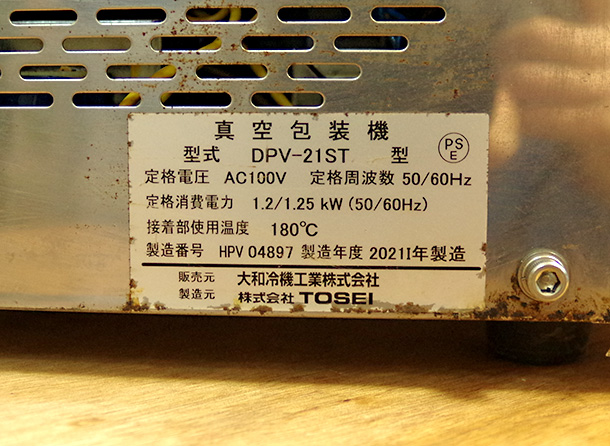 真空包装機
型式 DPV-21ST 型 PSE
定格電圧 AC100V 定格周波数 50/60Hz
定格消費電力 1.2/1.25 kW (50/60Hz)
接着部使用温度 180℃
製造番号 HPV 04897 製造年度 2021I年製造
販売元 大和冷機工業株式会社
製造元 株式会社 TOSEI